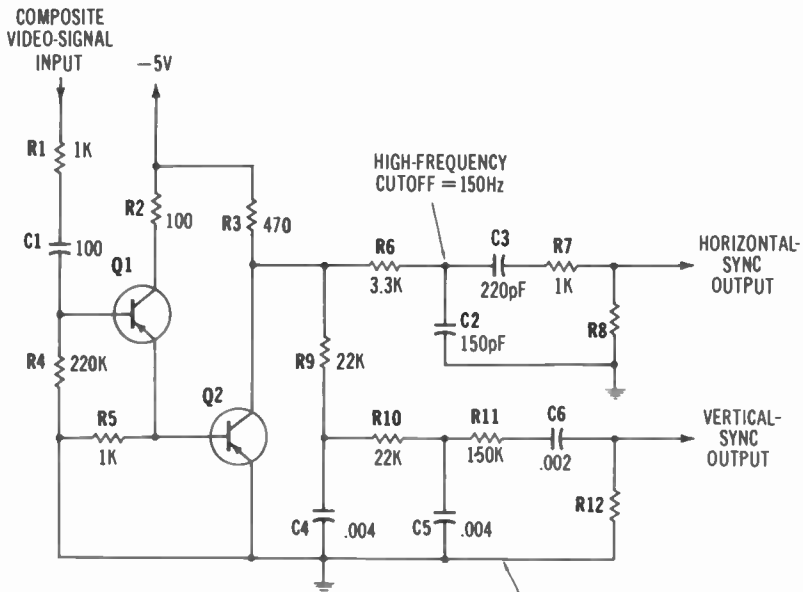 COMPOSITE
VIDEO-SIGNAL
INPUT
—5V
R1
1K
HIGH-FREQUENCY
CUTOFF = 150Hz
R2
100
R3
470
C1
100
R6
3.3K
C3
220pF
R7
1K
HORIZONTAL-
SYNC
OUTPUT
Q1
C2
150pF
R8
R4
220K
R9
22K
Q2
R5
1K
R10
22K
R11
150K
C6
.002
VERTICAL-
SYNC
OUTPUT
R12
C4
.004
C5
.004